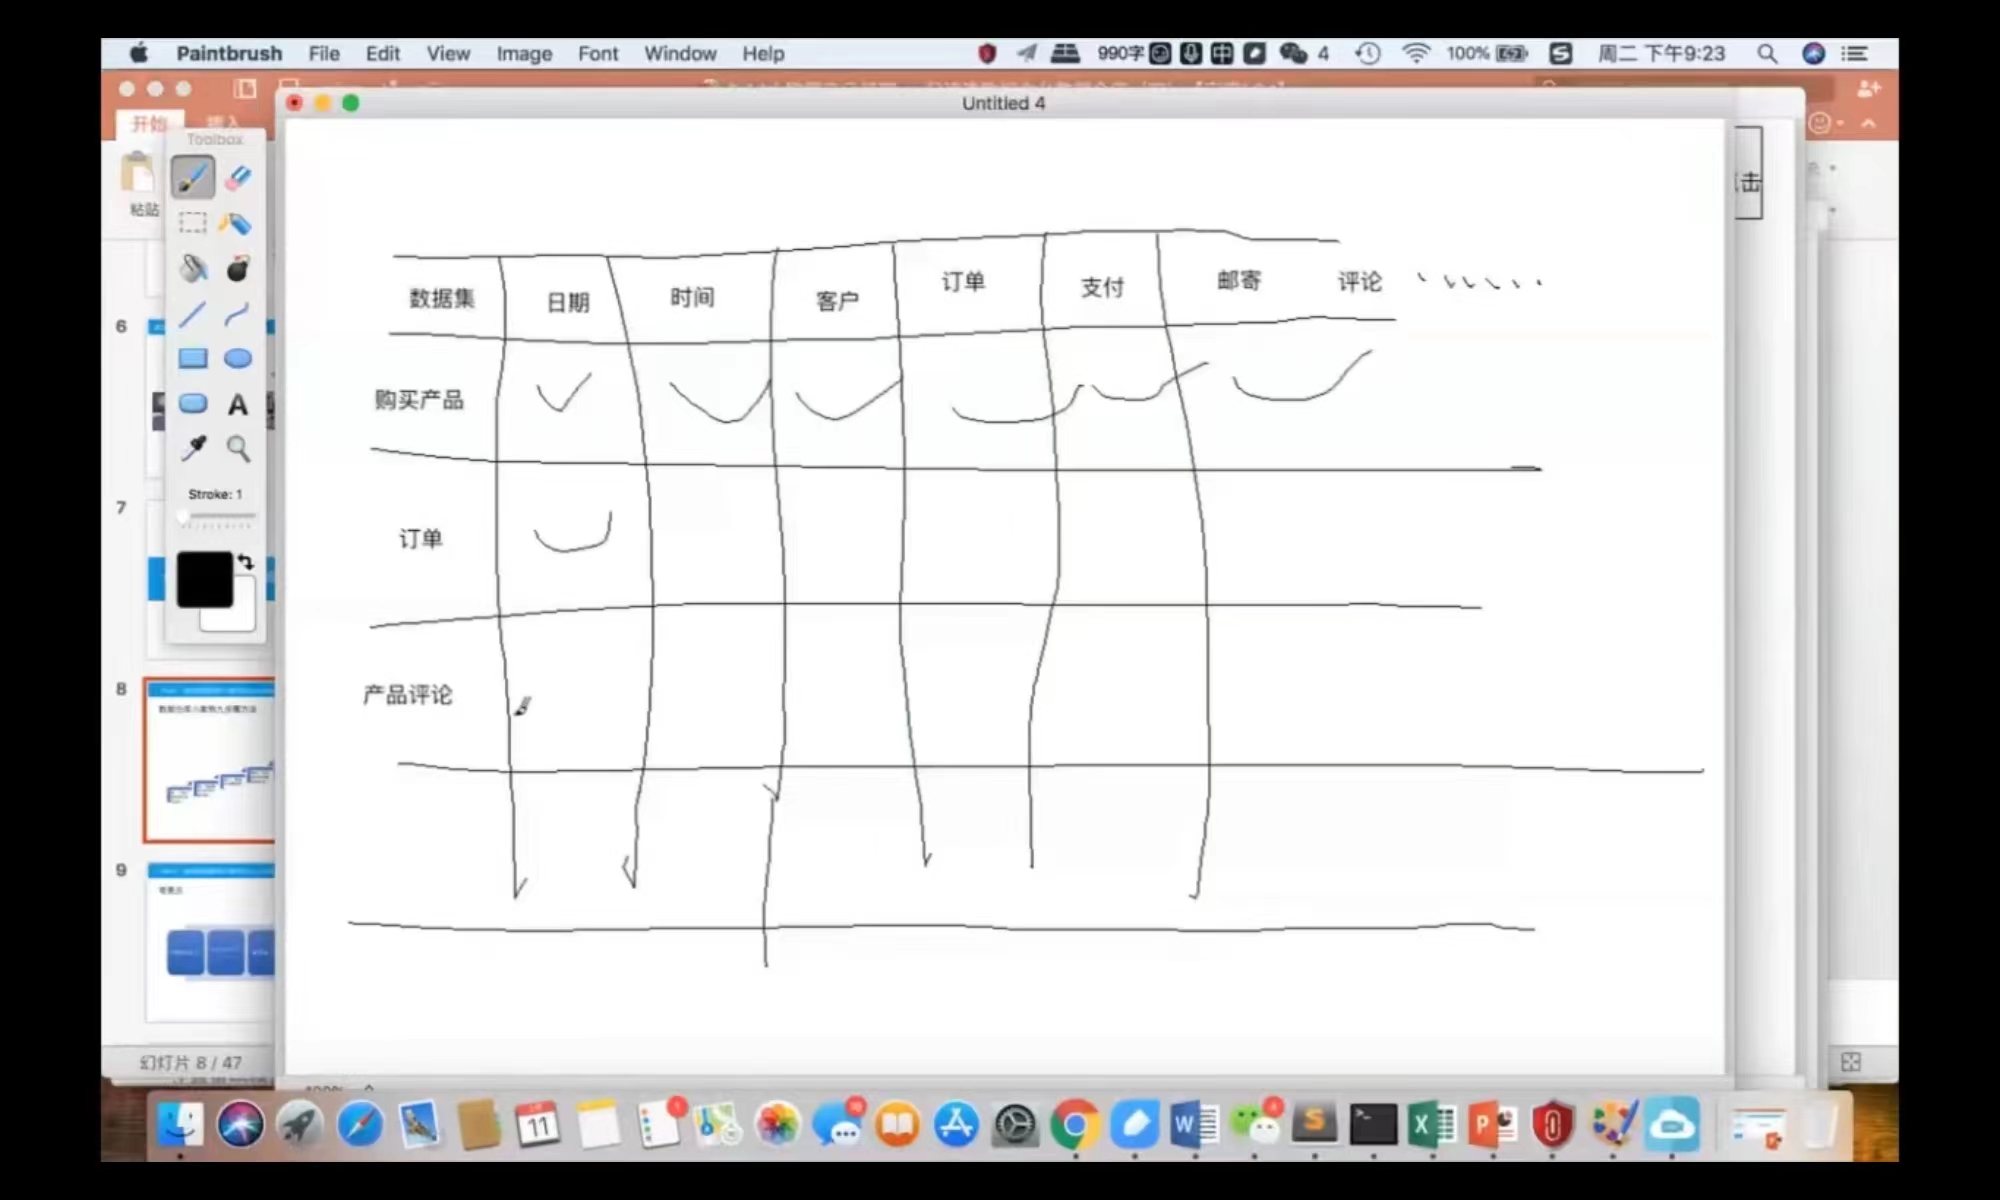 Paintbrush File Edit View Image Font Window Help 990字 中 4 100% 周二 下午9:23
Untitled 4
开始 插入
Toolbox
粘贴
击
数据集 日期 时间 客户 订单 支付 邮寄 评论
购买产品
订单
产品评论
6
7
8
9
A
Stroke: 1
幻灯片 8 / 47
11